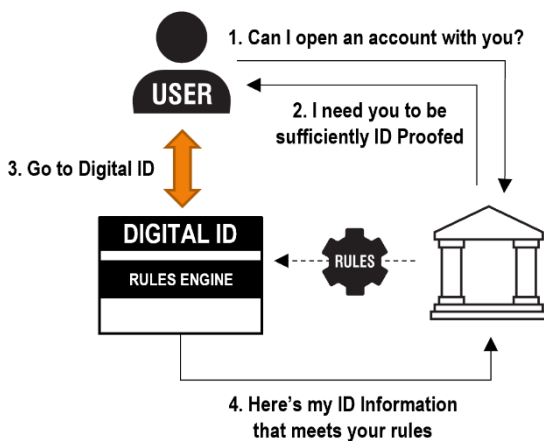 1. Can I open an account with you?
USER
2. I need you to be
sufficiently ID Proofed
3. Go to Digital ID
DIGITAL ID
RULES ENGINE
RULES
4. Here's my ID Information
that meets your rules